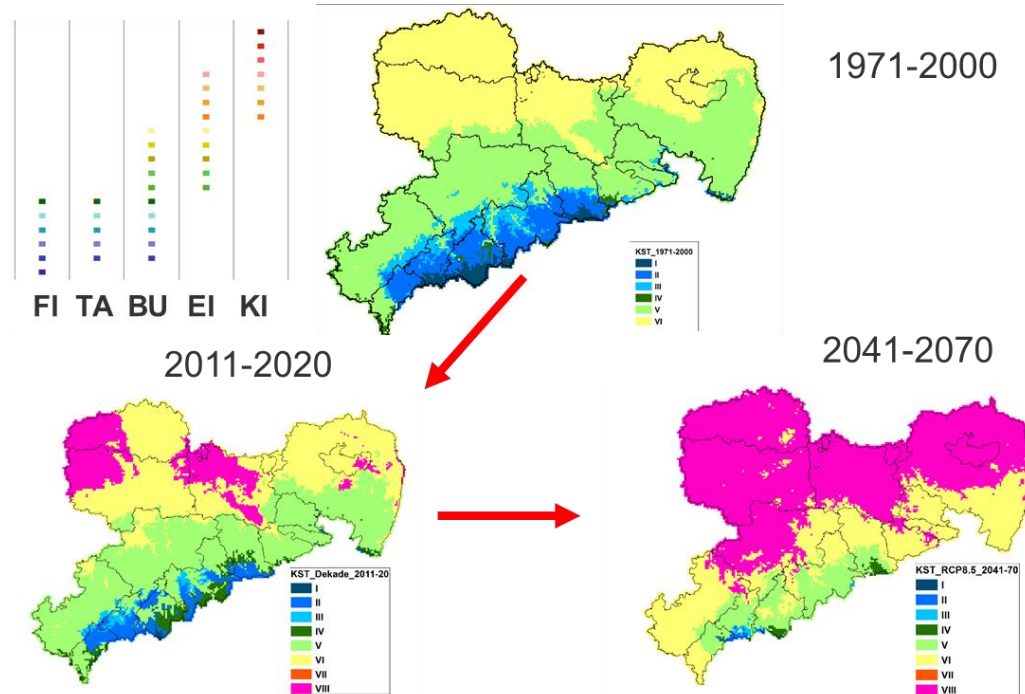 1971-2000
KST_1971-2000
I
II
III
IV
V
VI
FI TA BU EI KI
2011-2020
2041-2070
KST_Dekade_2011-20
I
II
III
IV
V
VI
VII
VIII
KST_RCP8.5_2041-70
I
II
III
IV
V
VI
VII
VIII